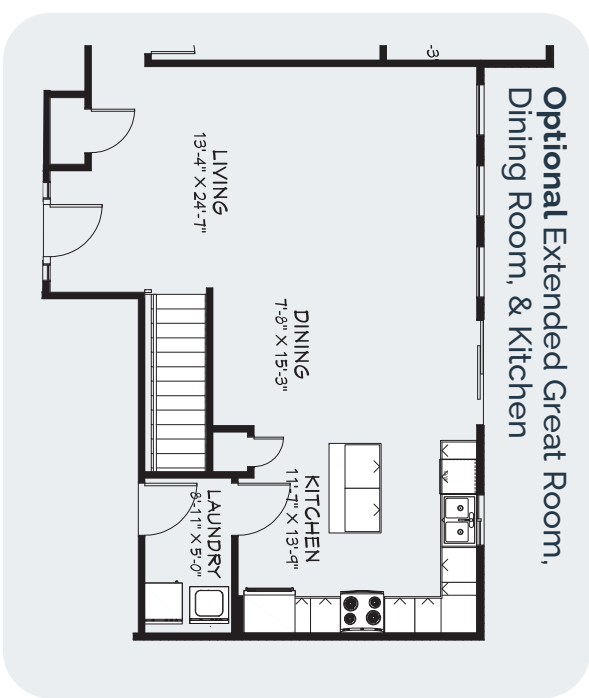 Optional Extended Great Room,
Dining Room, & Kitchen
-3'
LIVING
13'-4" X 24'-7"
DINING
7'-8" X 15'-3"
KITCHEN
11'-7" X 13'-9"
LAUNDRY
8'-11" X 5'-0"